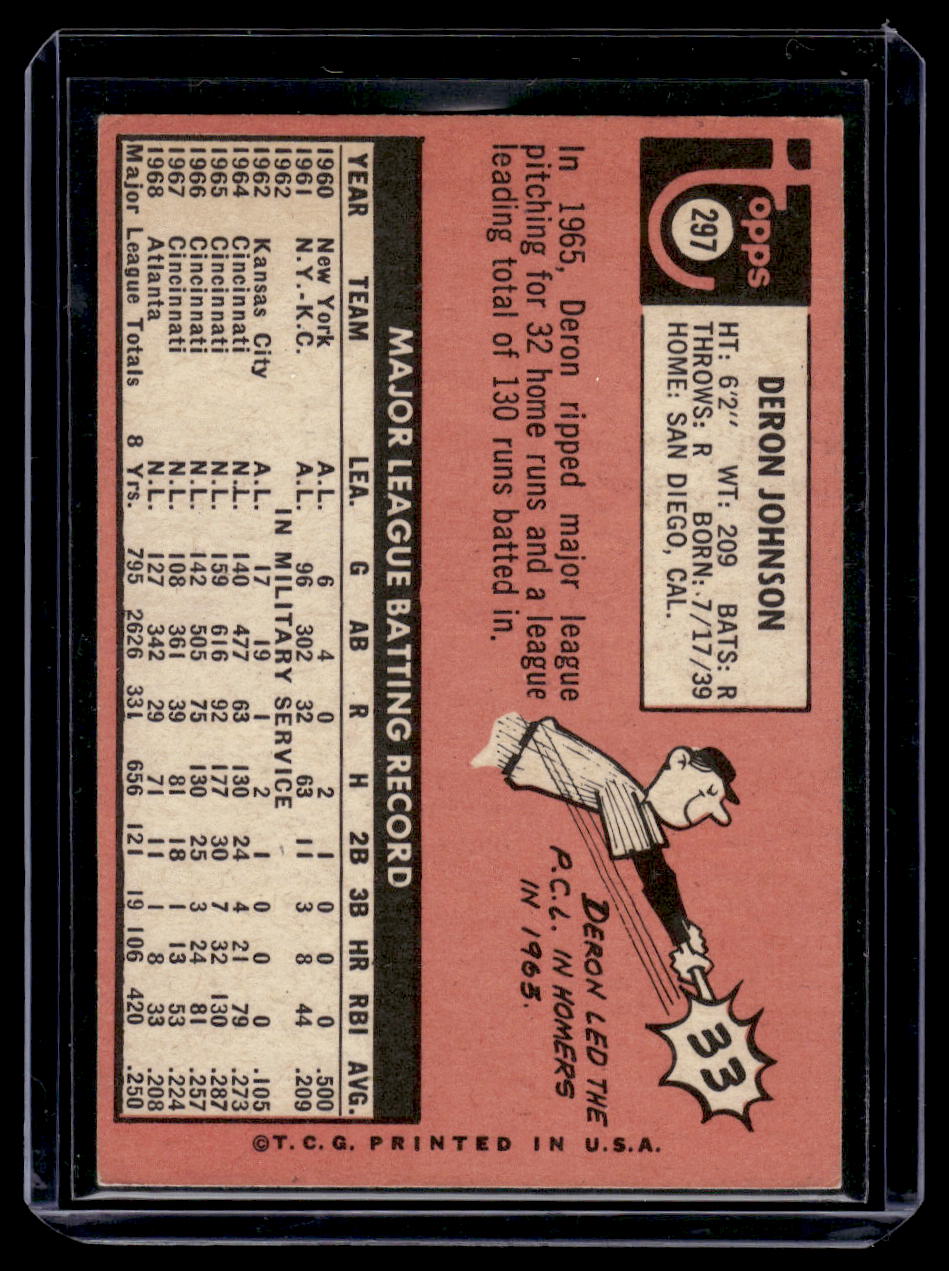 Topps
297
DERON JOHNSON
HT: 6'2'' WT: 209 BATS: R
THROWS: R BORN: 7/17/39
HOME: SAN DIEGO, CAL.
In 1965, Deron ripped major league
pitching for 32 home runs and a league
leading total of 130 runs batted in.
33
DERON LED THE
P.C.L. IN HOMERS
IN 1963.
MAJOR LEAGUE BATTING RECORD
YEAR TEAM LEA. G AB R H 2B 3B HR RBI AVG.
1960 New York A.L. 6 4 0 2 1 0 0 0 .500
1961 N.Y.-K.C. A.L. 96 302 32 63 11 3 8 44 .209
1962 IN MILITARY SERVICE
1962 Kansas City A.L. 17 19 1 2 1 0 0 0 .105
1964 Cincinnati N.L. 140 477 63 130 24 4 21 79 .273
1965 Cincinnati N.L. 159 616 92 177 30 7 32 130 .287
1966 Cincinnati N.L. 142 505 75 130 25 3 24 81 .257
1967 Cincinnati N.L. 108 361 39 81 18 1 13 53 .224
1968 Atlanta N.L. 127 342 29 71 11 1 8 33 .208
Major League Totals 8 Yrs. 795 2626 331 656 121 19 106 420 .250
©T.C.G. PRINTED IN U.S.A.